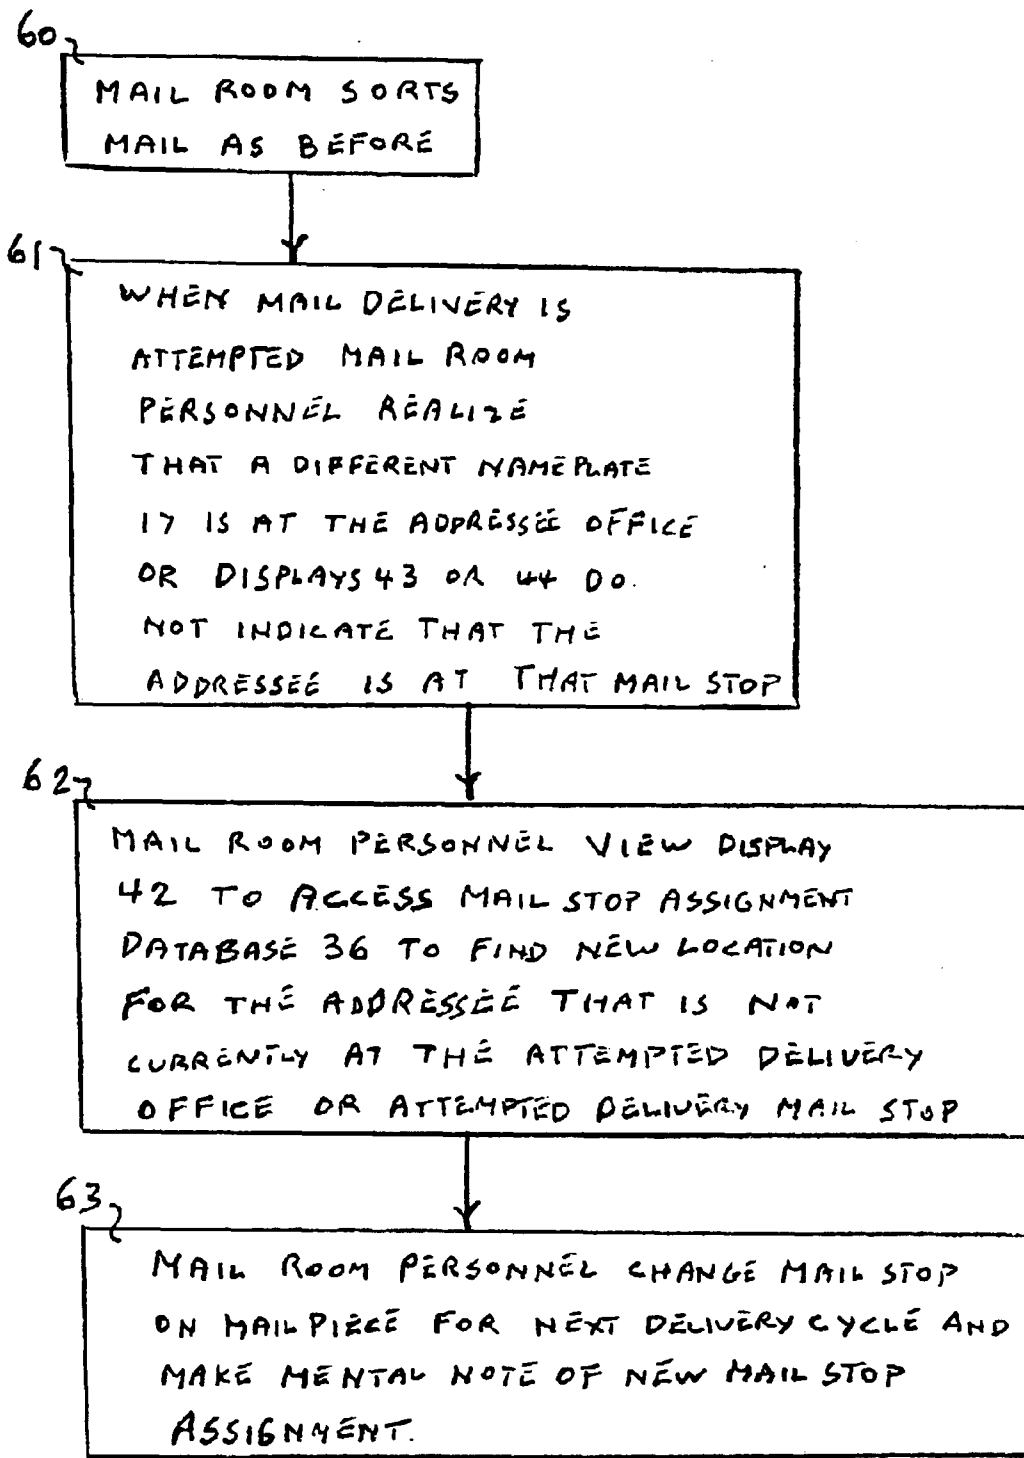 60
MAIL ROOM SORTS
MAIL AS BEFORE
61
WHEN MAIL DELIVERY IS
ATTEMPTED MAIL ROOM
PERSONNEL REALIZE
THAT A DIFFERENT NAMEPLATE
17 IS AT THE ADDRESSEE OFFICE
OR DISPLAYS 43 OR 44 DO
NOT INDICATE THAT THE
ADDRESSEE IS AT THAT MAIL STOP
62
MAIL ROOM PERSONNEL VIEW DISPLAY
42 TO ACCESS MAIL STOP ASSIGNMENT
DATABASE 36 TO FIND NEW LOCATION
FOR THE ADDRESSEE THAT IS NOT
CURRENTLY AT THE ATTEMPTED DELIVERY
OFFICE OR ATTEMPTED DELIVERY MAIL STOP
63
MAIL ROOM PERSONNEL CHANGE MAIL STOP
ON MAILPIECE FOR NEXT DELIVERY CYCLE AND
MAKE MENTAL NOTE OF NEW MAIL STOP
ASSIGNMENT.